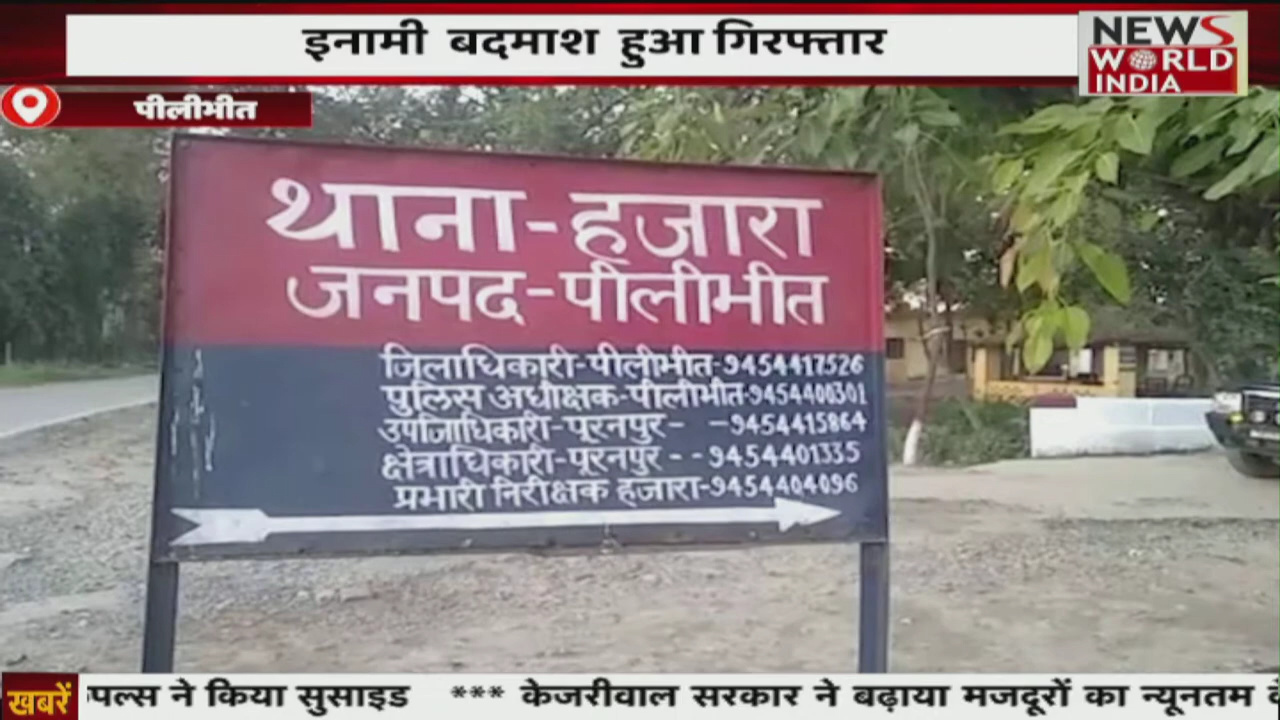 इनामी बदमाश हुआ गिरफ्तार
NEWS
WORLD
INDIA
पीलीभीत
थाना-हजारा
जनपद-पीलीभीत
जिलाधिकारी-पीलीभीत-9454417526
पुलिस अधीक्षक-पीलीभीत-9454400301
उपजिाधिकारी-पूरनपुर- -9454415864
क्षेत्राधिकारी-पूरनपुर--9454401335
प्रभारी निरीक्षक हजारा-9454404096
खबरें
पल्स ने किया सुसाइड *** केजरीवाल सरकार ने बढ़ाया मजदूरों का न्यूनतम